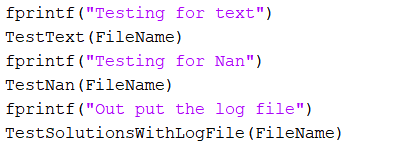 fprintf("Testing for text")
TestText(FileName)
fprintf("Testing for Nan")
TestNan(FileName)
fprintf("Out put the log file")
TestSolutionsWithLogFile(FileName)